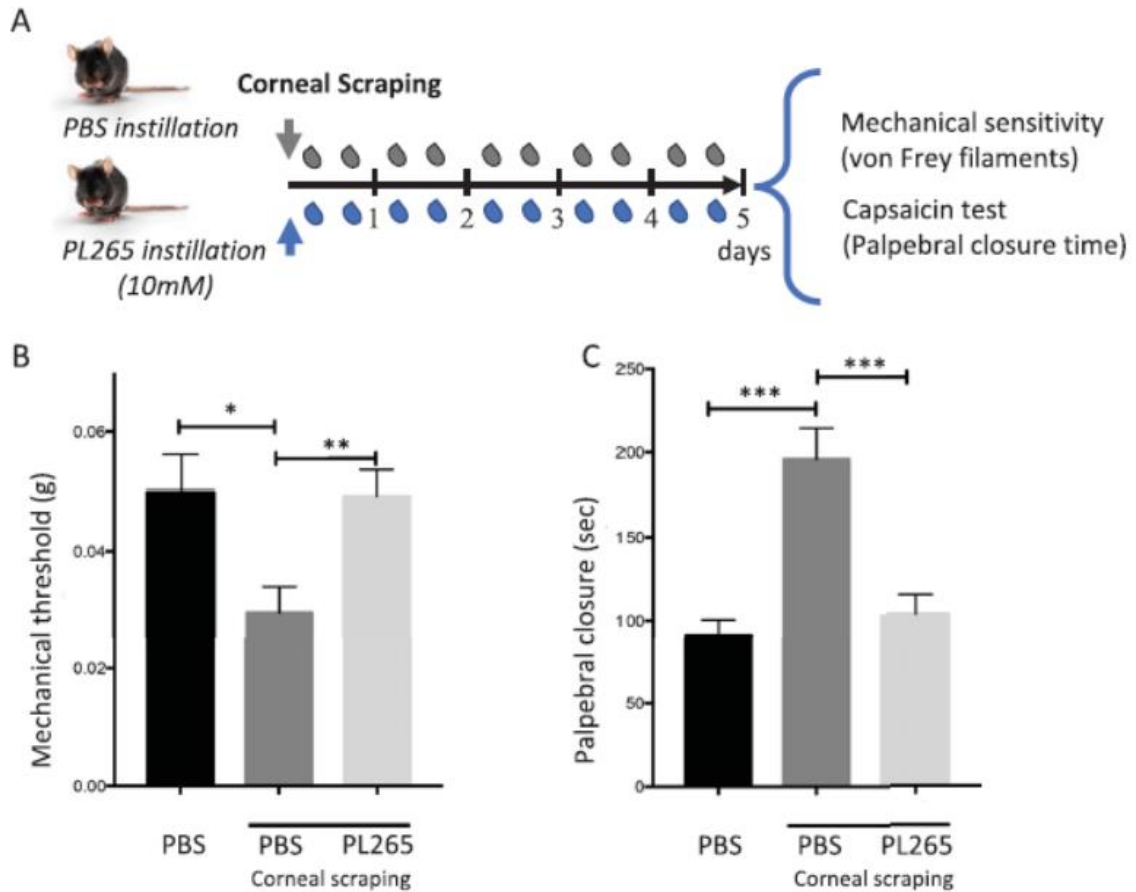 A
PBS instillation
PL265 instillation
(10mM)
Corneal Scraping
1 2 3 4 5
days
Mechanical sensitivity
(von Frey filaments)
Capsaicin test
(Palpebral closure time)
B
Mechanical threshold (g)
0.06
0.04
0.02
0.00
*
**
PBS PBS PL265
Corneal scraping
C
Palpebral closure (sec)
250
200
150
100
50
0
***
***
PBS PBS PL265
Corneal scraping